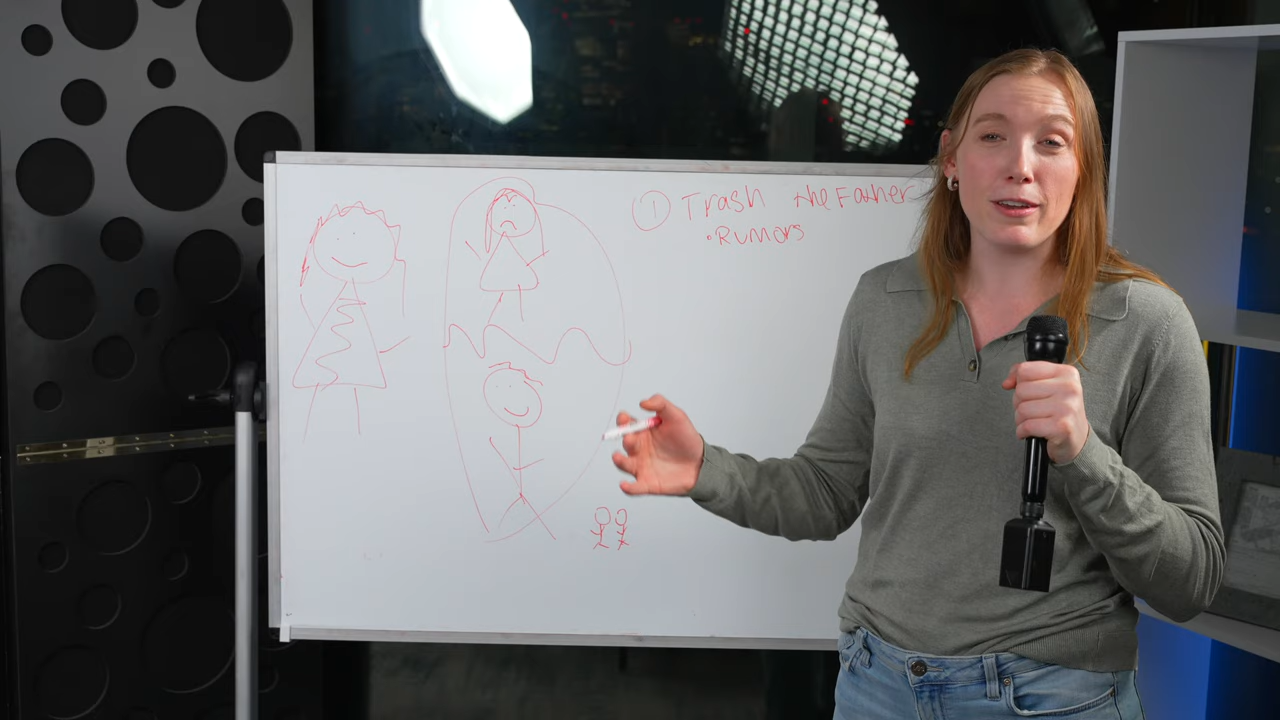 ① Trash the Father
• Rumors